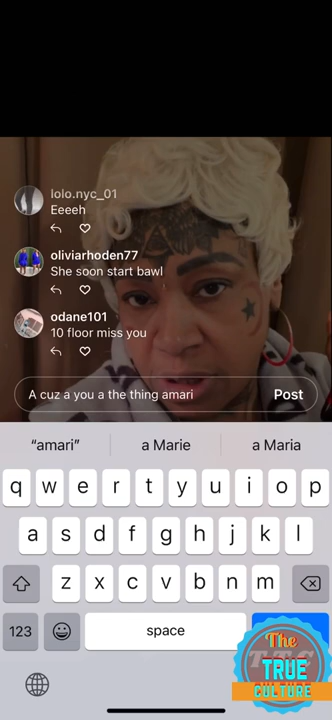 lolo.nyc_01
Eeeeh
oliviarhoden77
She soon start bawl
odane101
10 floor miss you
A cuz a you a the thing amari
Post
“amari”
a Marie
a Maria
q w e r t y u i o p
a s d f g h j k l
z x c v b n m
123
space
The
TRUE
CULTURE